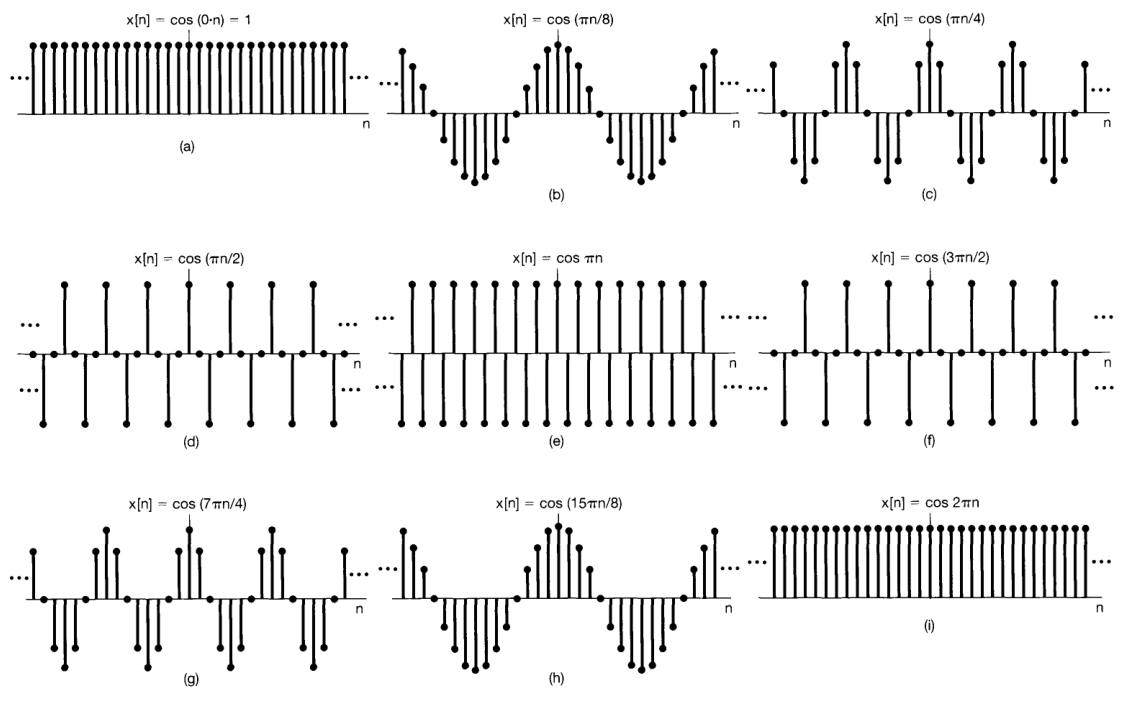 x[n] = cos (0·n) = 1
x[n] = cos (πn/8)
x[n] = cos (πn/4)
... ... ... ... ... ...
n n n
(a)
(b)
(c)
x[n] = cos (πn/2)
x[n] = cos πn
x[n] = cos (3πn/2)
... ... ... ... ... ...
n n n
... ... ... ... ... ...
(d) (e) (f)
x[n] = cos (7πn/4)
x[n] = cos (15πn/8)
x[n] = cos 2πn
... ... ... ... ... ...
n n n
(g)
(h)
(i)